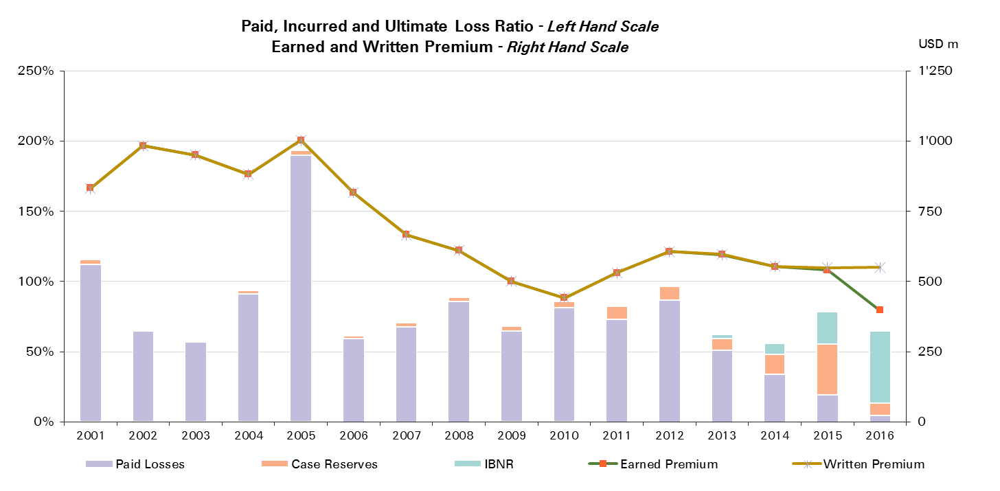 Paid, Incurred and Ultimate Loss Ratio - Left Hand Scale
Earned and Written Premium - Right Hand Scale
USD m
250%
1'250
200%
1'000
150%
750
100%
500
50%
250
0%
0
2001 2002 2003 2004 2005 2006 2007 2008 2009 2010 2011 2012 2013 2014 2015 2016
Paid Losses Case Reserves IBNR Earned Premium Written Premium